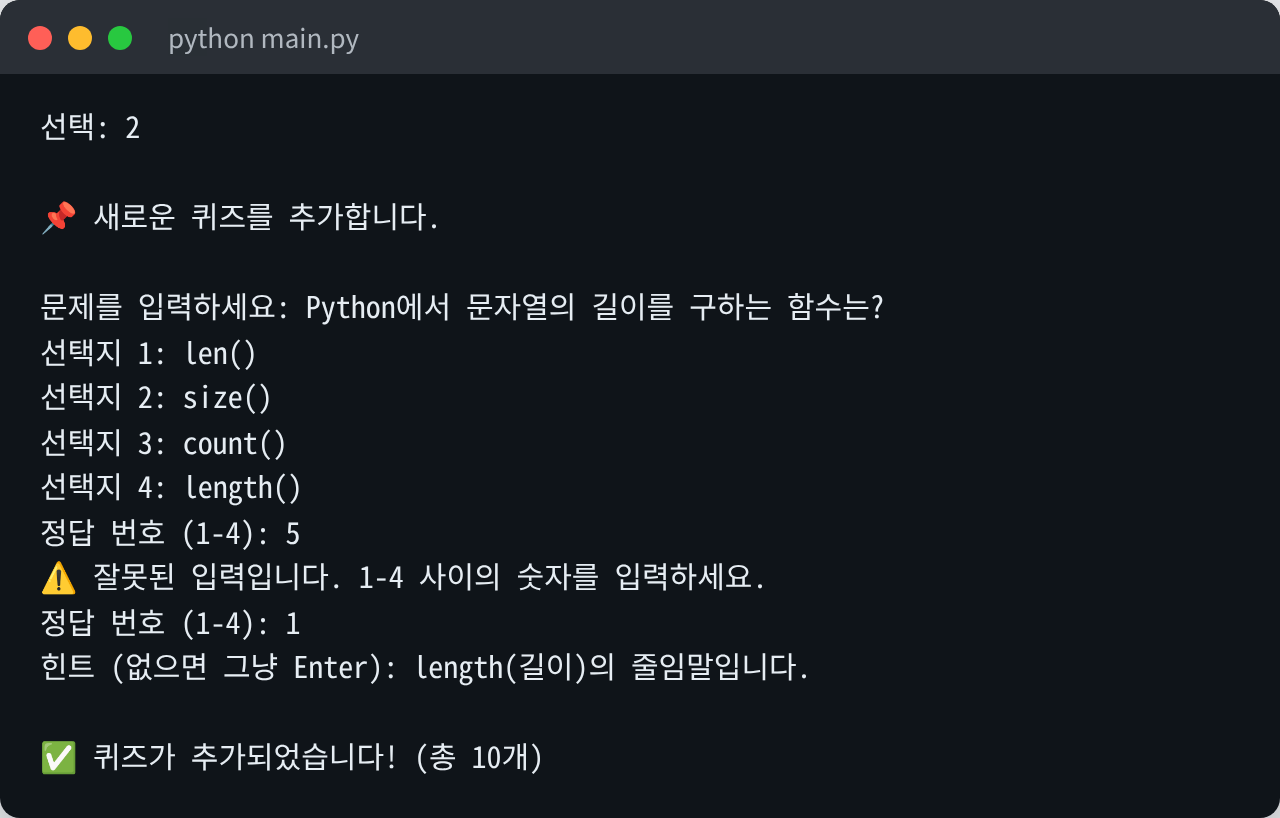 python main.py
선택: 2
📌 새로운 퀴즈를 추가합니다.
문제를 입력하세요: Python에서 문자열의 길이를 구하는 함수는?
선택지 1: len()
선택지 2: size()
선택지 3: count()
선택지 4: length()
정답 번호 (1-4): 5
⚠️ 잘못된 입력입니다. 1-4 사이의 숫자를 입력하세요.
정답 번호 (1-4): 1
힌트 (없으면 그냥 Enter): length(길이)의 줄임말입니다.
✅ 퀴즈가 추가되었습니다! (총 10개)